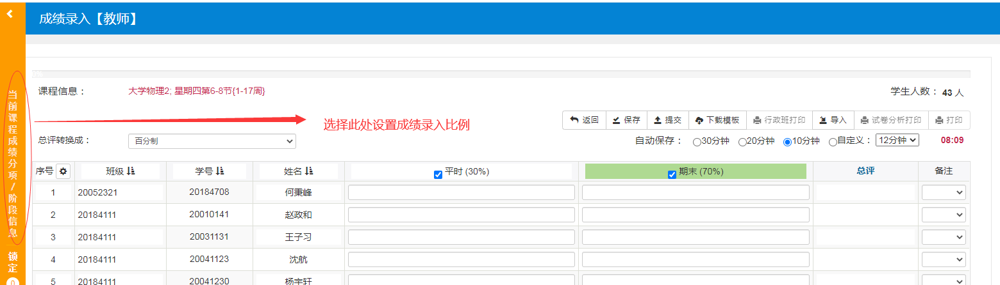 成绩录入【教师】
当前课程成绩分项/阶段信息
锁定
0
0%
课程信息： 大学物理2; 星期四第6-8节{1-17周} 学生人数： 43 人
选择此处设置成绩录入比例
返回 保存 提交 下载模板 行政班打印 导入 试卷分析打印 打印
总评转换成： 百分制 自动保存： 30分钟 20分钟 10分钟 自定义： 12分钟 08:09
序号 班级 学号 姓名 平时 (30%) 期末 (70%) 总评 备注
1 20052321 20184708 何秉峰
2 20184111 20010141 赵政和
3 20184111 20031131 王子习
4 20184111 20041123 沈航
5 20184111 20041230 杨宇轩